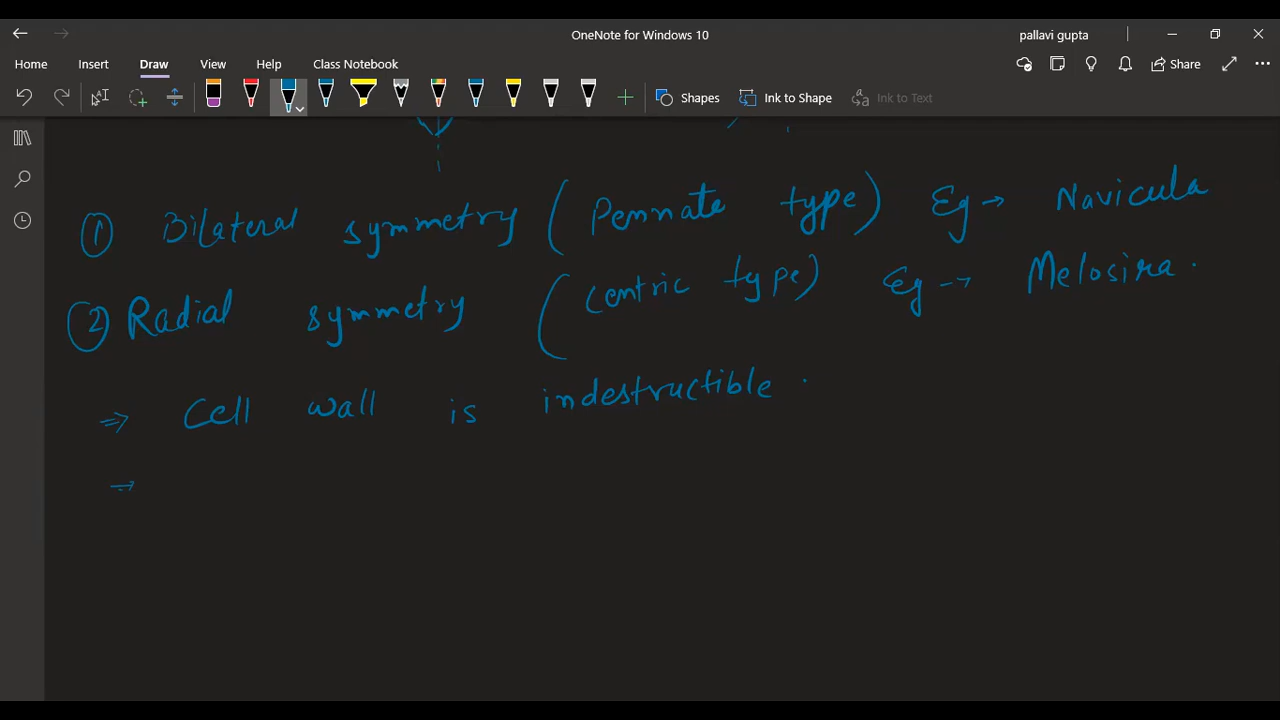 OneNote for Windows 10
pallavi gupta
Home Insert Draw View Help Class Notebook
Share
Shapes Ink to Shape Ink to Text
① Bilateral symmetry (Pennate type) Eg → Navicula
② Radial symmetry (Centric type) Eg → Melosira.
⇒ Cell wall is indestructible.
⇒